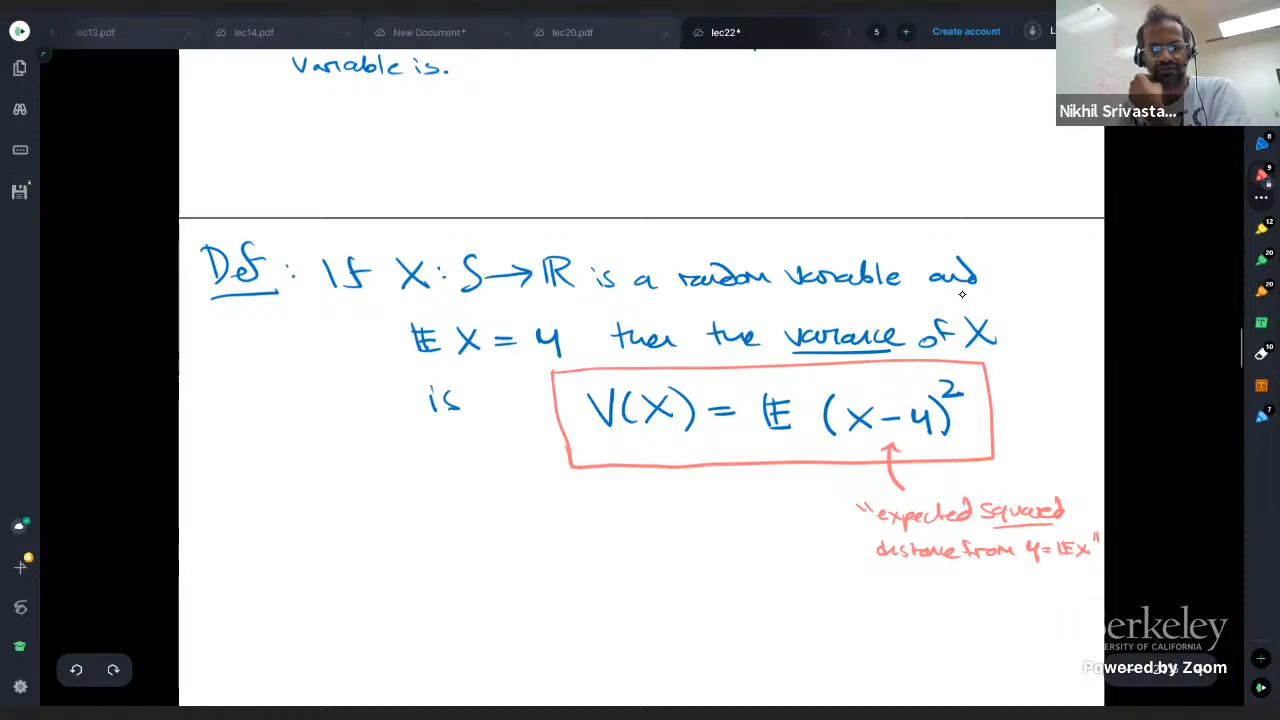 lec13.pdf lec14.pdf New Document* lec20.pdf lec22* 5 Create account
Nikhil Srivasta...
variable is.
Def: If X: S → ℝ is a random variable and
𝔼 X = μ then the variance of X
is V(X) = 𝔼 (X-μ)²
"expected squared
distance from μ = 𝔼X"
Berkeley
UNIVERSITY OF CALIFORNIA
Powered by Zoom